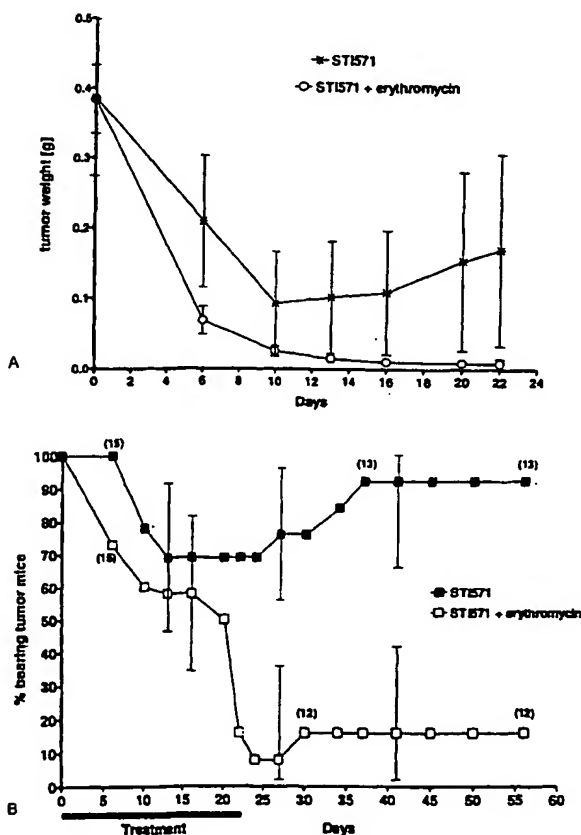 0.5
0.4
0.3
0.2
0.1
0.0
tumor weight [g]
STI571
STI571 + erythromycin
A
0 2 4 6 8 10 12 14 16 18 20 22 24
Days
100
90
80
70
60
50
40
30
20
10
0
% bearing tumor mice
(15)
(15)
(13)
(13)
(12)
(12)
STI571
STI571 + erythromycin
B
0 5 10 15 20 25 30 35 40 45 50 55 60
Treatment Days